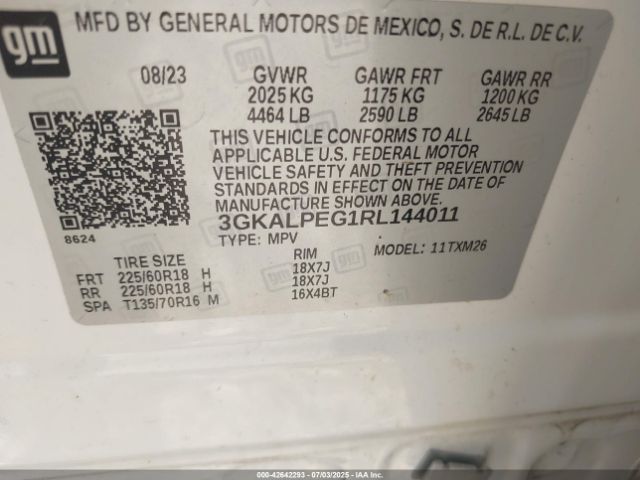 gm
MFD BY GENERAL MOTORS DE MEXICO, S. DE R.L. DE C.V.
08/23 GVWR GAWR FRT GAWR RR
2025 KG 1175 KG 1200 KG
4464 LB 2590 LB 2645 LB
THIS VEHICLE CONFORMS TO ALL
APPLICABLE U.S. FEDERAL MOTOR
VEHICLE SAFETY AND THEFT PREVENTION
STANDARDS IN EFFECT ON THE DATE OF
MANUFACTURE SHOWN ABOVE.
8624
3GKALPEG1RL144011
TYPE: MPV MODEL: 11TXM26
TIRE SIZE RIM
FRT 225/60R18 H 18X7J
RR 225/60R18 H 18X7J
SPA T135/70R16 M 16X4BT
000-42642293 - 07/03/2025 - IAA, LLC.